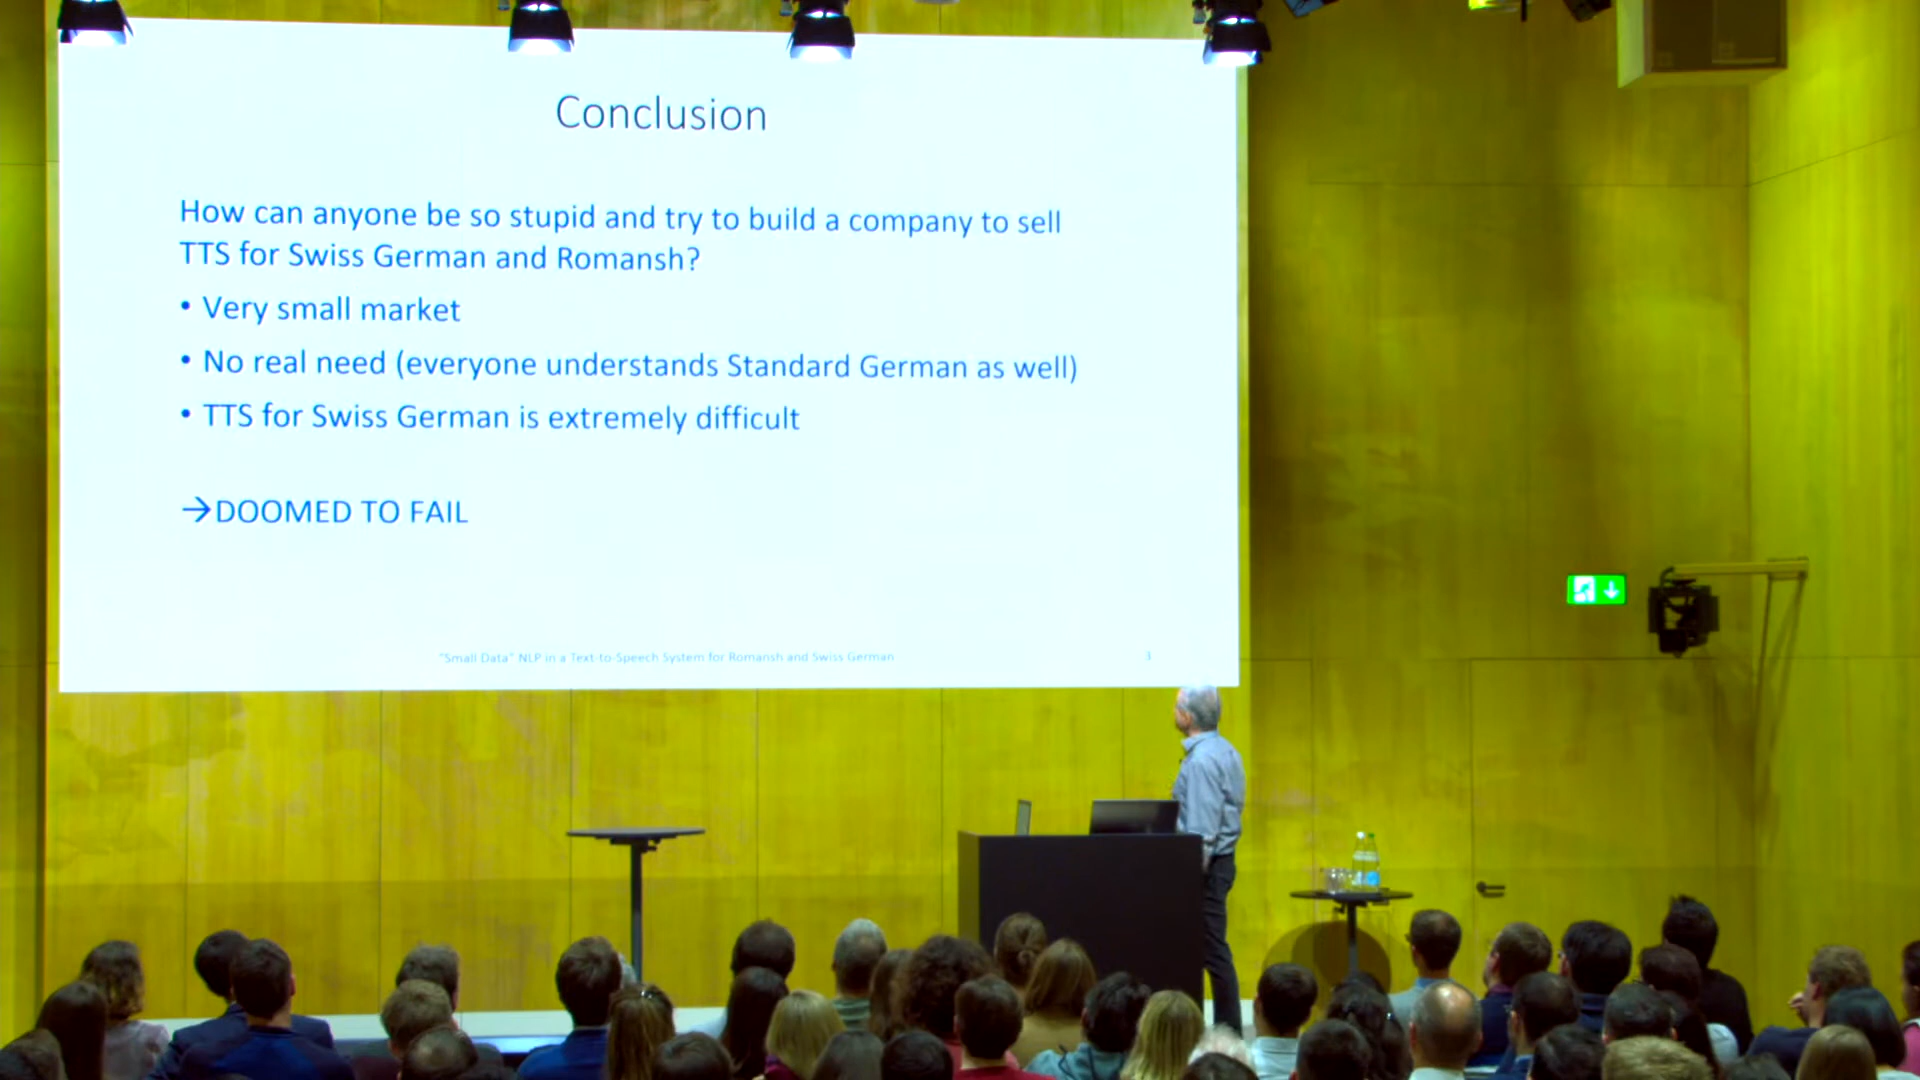 Conclusion
How can anyone be so stupid and try to build a company to sell
TTS for Swiss German and Romansh?
• Very small market
• No real need (everyone understands Standard German as well)
• TTS for Swiss German is extremely difficult
→DOOMED TO FAIL
"Small Data" NLP in a Text-to-Speech System for Romansh and Swiss German